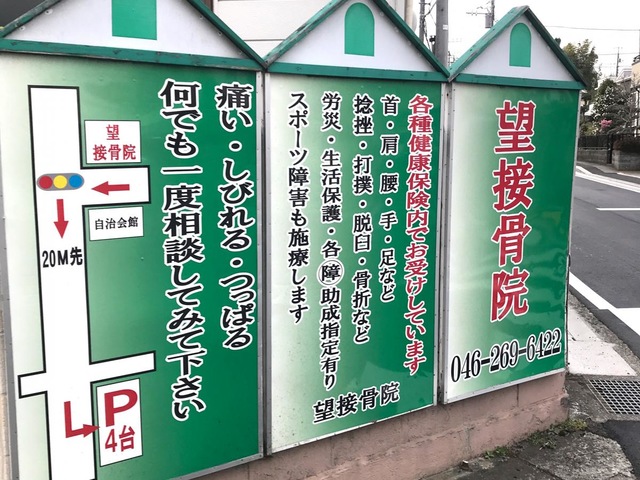 望接骨院
046-269-6422
各種健康保険内でお受けしています
首・肩・腰・手・足など
捻挫・打撲・脱臼・骨折など
労災・生活保護・各障助成指定有り
スポーツ障害も施療します
望接骨院
痛い・しびれる・つっぱる
何でも一度相談してみて下さい
望
接骨院
自治会館
20M先
P
4台